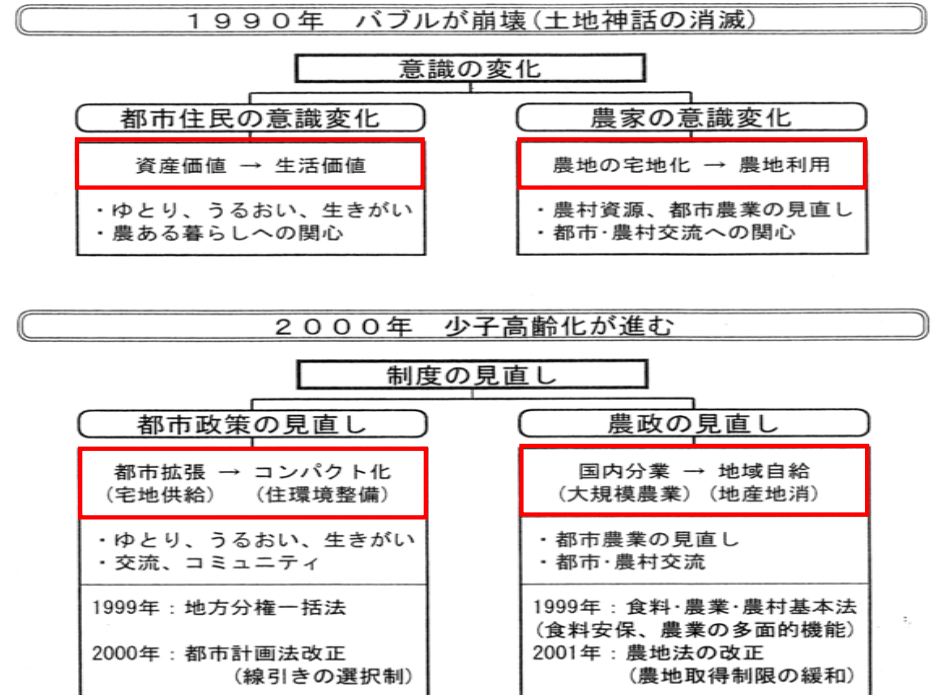 1990年 バブルが崩壊(土地神話の消滅)
意識の変化
都市住民の意識変化
資産価値 → 生活価値
・ゆとり、うるおい、生きがい
・農ある暮らしへの関心
農家の意識変化
農地の宅地化 → 農地利用
・農村資源、都市農業の見直し
・都市・農村交流への関心
2000年 少子高齢化が進む
制度の見直し
都市政策の見直し
都市拡張 → コンパクト化
(宅地供給) (住環境整備)
・ゆとり、うるおい、生きがい
・交流、コミュニティ
1999年:地方分権一括法
2000年:都市計画法改正
(線引きの選択制)
農政の見直し
国内分業 → 地域自給
(大規模農業) (地産地消)
・都市農業の見直し
・都市・農村交流
1999年:食料・農業・農村基本法
(食料安保、農業の多面的機能)
2001年:農地法の改正
(農地取得制限の緩和)